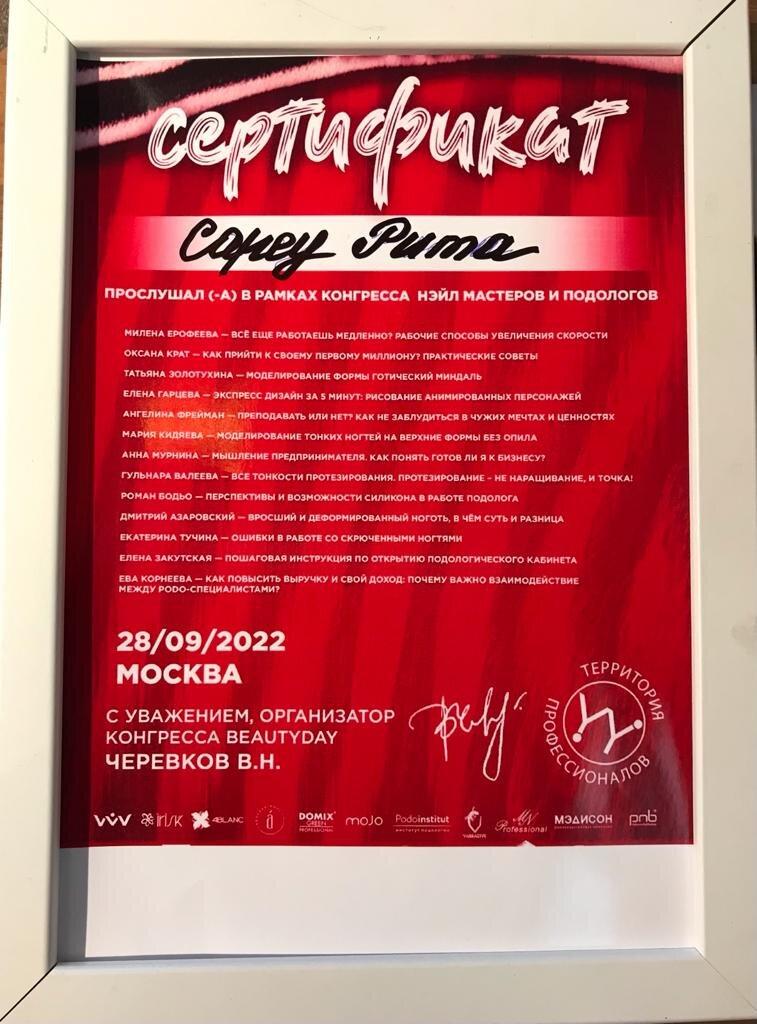 сертификат
Рита
ПРОСЛУШАЛ (-А) В РАМКАХ КОНГРЕССА НЭЙЛ МАСТЕРОВ И ПОДОЛОГОВ
МИЛЕНА ЕРОФЕЕВА — ВСЁ ЕЩЕ РАБОТАЕШЬ МЕДЛЕННО? РАБОЧИЕ СПОСОБЫ УВЕЛИЧЕНИЯ СКОРОСТИ
ОКСАНА КРАТ — КАК ПРИЙТИ К СВОЕМУ ПЕРВОМУ МИЛЛИОНУ? ПРАКТИЧЕСКИЕ СОВЕТЫ
ТАТЬЯНА ЗОЛОТУХИНА — МОДЕЛИРОВАНИЕ ФОРМЫ ГОТИЧЕСКИЙ МИНДАЛЬ
ЕЛЕНА ГАРЦЕВА — ЭКСПРЕСС ДИЗАЙН ЗА 5 МИНУТ: РИСОВАНИЕ АНИМИРОВАННЫХ ПЕРСОНАЖЕЙ
АНГЕЛИНА ФРЕЙМАН — ПРЕПОДАВАТЬ ИЛИ НЕТ? КАК НЕ ЗАБЛУДИТЬСЯ В ЧУЖИХ МЕЧТАХ И ЦЕННОСТЯХ
МАРИЯ КИДЯЕВА — МОДЕЛИРОВАНИЕ ТОНКИХ НОГТЕЙ НА ВЕРХНИЕ ФОРМЫ БЕЗ ОПИЛА
АННА МУРНИНА — МЫШЛЕНИЕ ПРЕДПРИНИМАТЕЛЯ. КАК ПОНЯТЬ ГОТОВ ЛИ Я К БИЗНЕСУ?
ГУЛЬНАРА ВАЛЕЕВА — ВСЕ ТОНКОСТИ ПРОТЕЗИРОВАНИЯ. ПРОТЕЗИРОВАНИЕ – НЕ НАРАЩИВАНИЕ, И ТОЧКА!
РОМАН БОДЬО — ПЕРСПЕКТИВЫ И ВОЗМОЖНОСТИ СИЛИКОНА В РАБОТЕ ПОДОЛОГА
ДМИТРИЙ АЗАРОВСКИЙ — ВРОСШИЙ И ДЕФОРМИРОВАННЫЙ НОГОТЬ, В ЧЁМ СУТЬ И РАЗНИЦА
ЕКАТЕРИНА ТУЧИНА — ОШИБКИ В РАБОТЕ СО СКРЮЧЕННЫМИ НОГТЯМИ
ЕЛЕНА ЗАКУТСКАЯ — ПОШАГОВАЯ ИНСТРУКЦИЯ ПО ОТКРЫТИЮ ПОДОЛОГИЧЕСКОГО КАБИНЕТА
ЕВА КОРНЕЕВА — КАК ПОВЫСИТЬ ВЫРУЧКУ И СВОЙ ДОХОД: ПОЧЕМУ ВАЖНО ВЗАИМОДЕЙСТВИЕ
МЕЖДУ PODO-СПЕЦИАЛИСТАМИ?
28/09/2022
МОСКВА
С УВАЖЕНИЕМ, ОРГАНИЗАТОР
КОНГРЕССА BEAUTYDAY
ЧЕРЕВКОВ В.Н.
ТЕРРИТОРИЯ
ПРОФЕССИОНАЛОВ
irisk 4BLANC DOMIX GREEN PROFESSIONAL moJo Podoinstitut Professional МЭДИСОН pnb